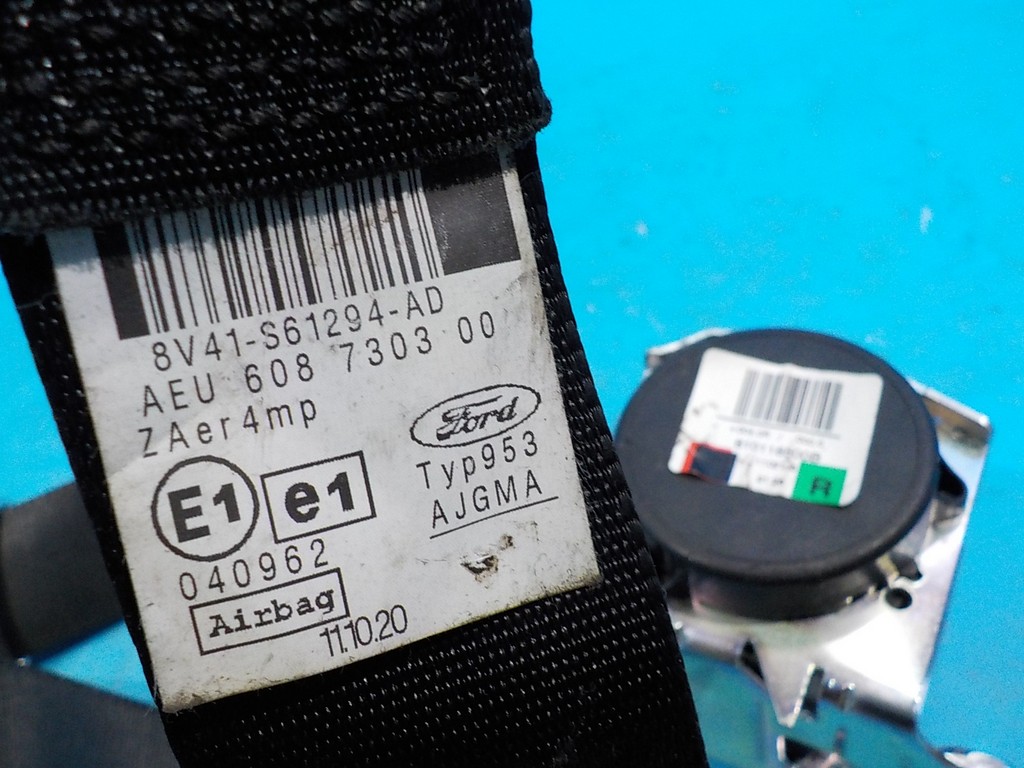 8V41-S61294-AD
AEU 608 7303 00
ZAer4mp
Ford
Typ953
AJGMA
E1 e1
040962
Airbag
11.10.20
R